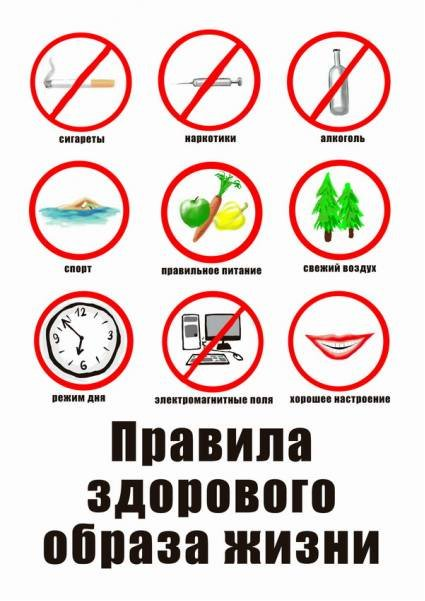 сигареты
наркотики
алкоголь
спорт
правильное питание
свежий воздух
режим дня
электромагнитные поля
хорошее настроение
Правила
здорового
образа жизни